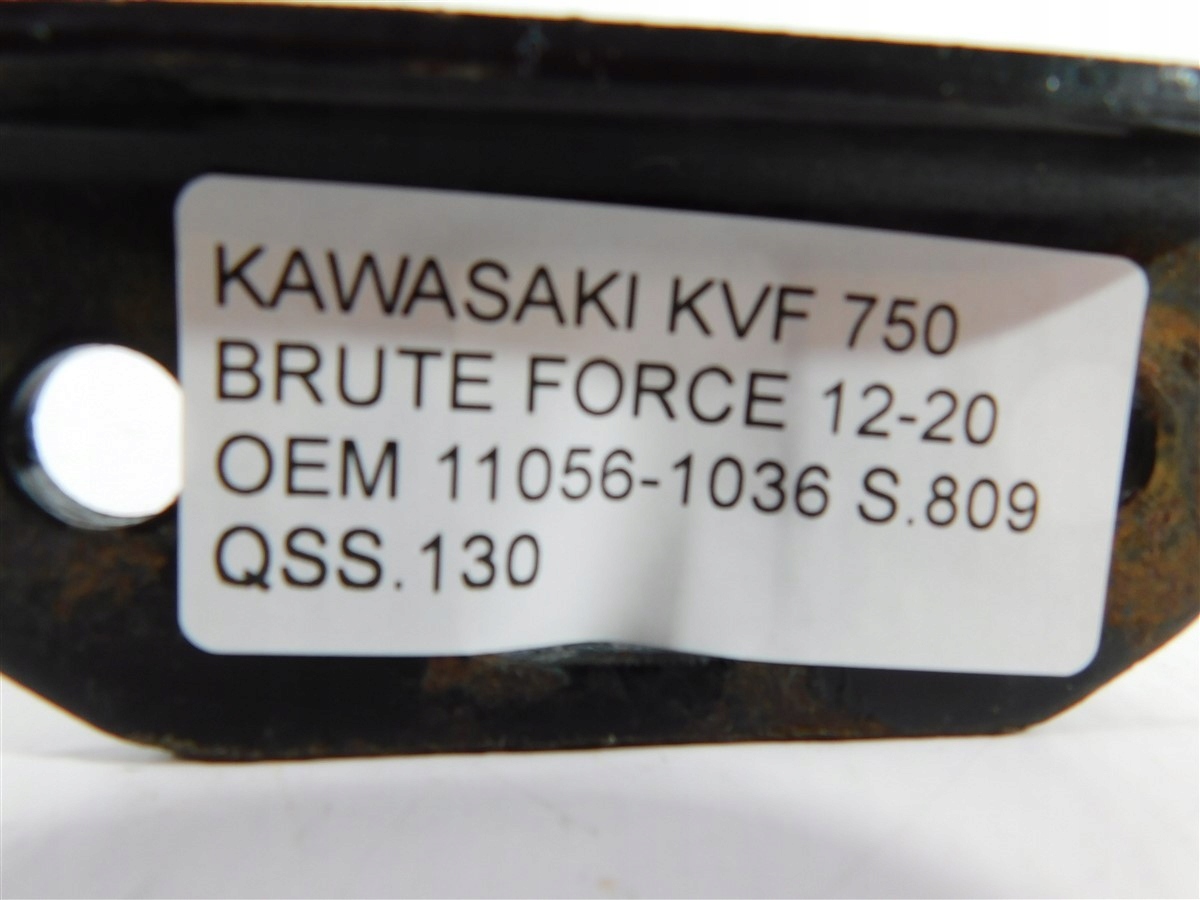 KAWASAKI KVF 750
BRUTE FORCE 12-20
OEM 11056-1036 S.809
QSS.130